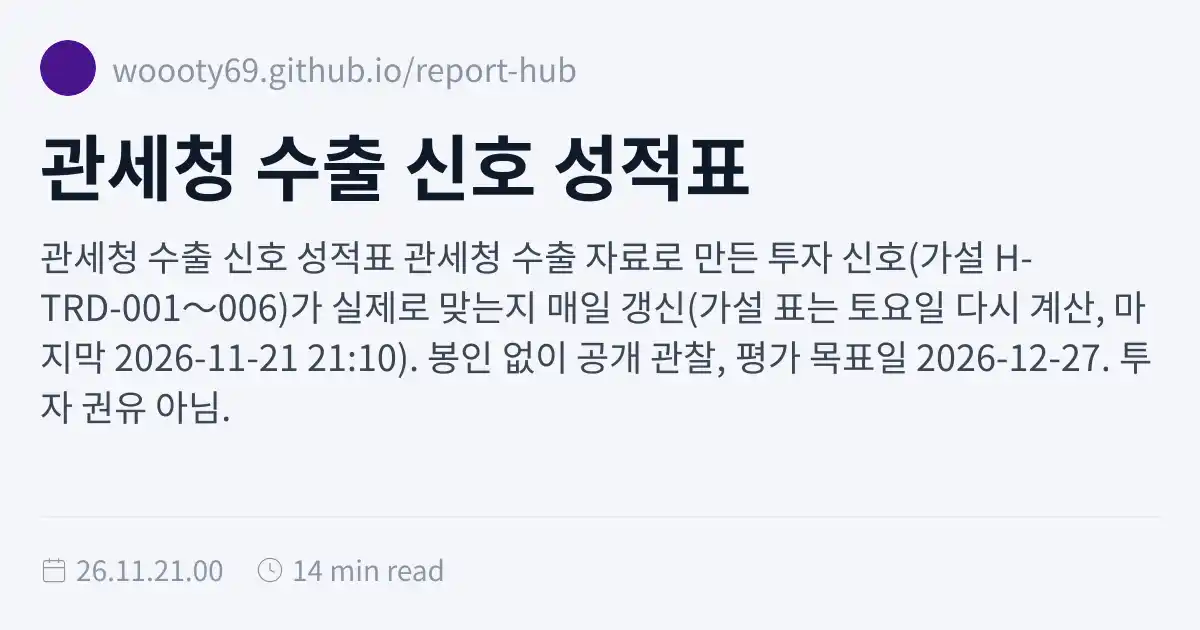 woooty69.github.io/report-hub
관세청 수출 신호 성적표
관세청 수출 신호 성적표 관세청 수출 자료로 만든 투자 신호(가설 H-
TRD-001～006)가 실제로 맞는지 매일 갱신(가설 표는 토요일 다시 계산, 마
지막 2026-11-21 21:10). 봉인 없이 공개 관찰, 평가 목표일 2026-12-27. 투
자 권유 아님.
26.11.21.00 14 min read